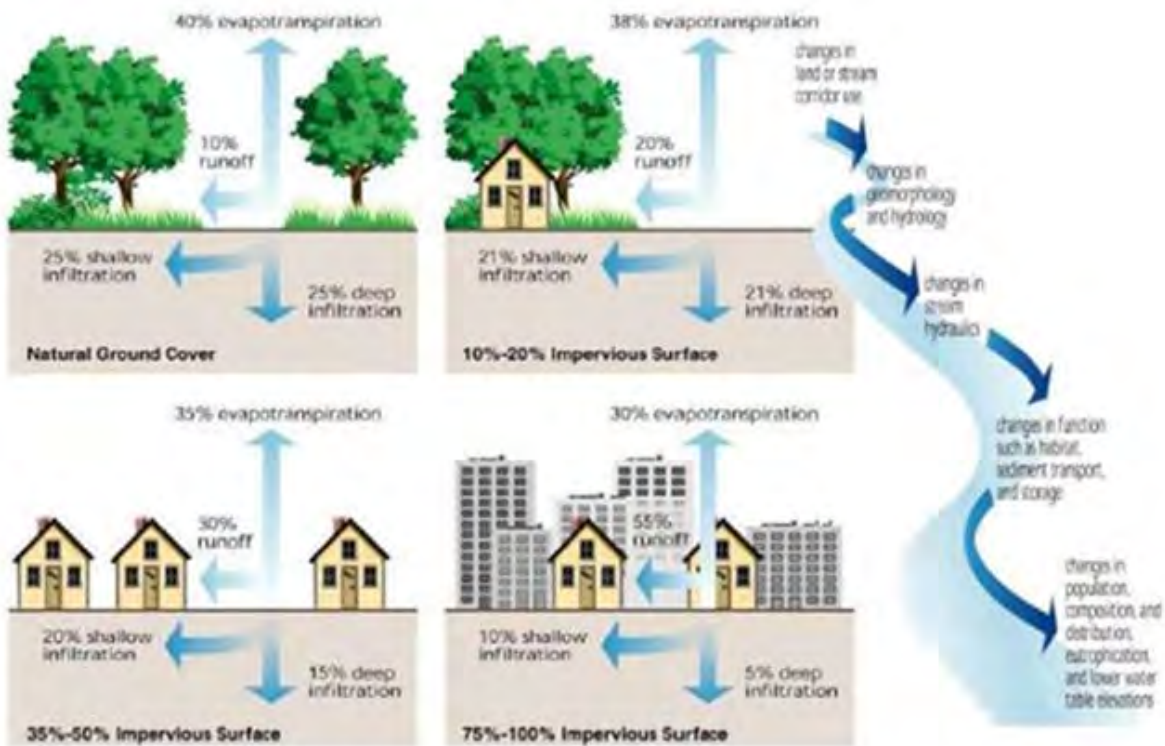 40% evapotranspiration
10%
runoff
25% shallow
infiltration
25% deep
infiltration
Natural Ground Cover
38% evapotranspiration
20%
runoff
21% shallow
infiltration
21% deep
infiltration
10%-20% Impervious Surface
35% evapotranspiration
30%
runoff
20% shallow
infiltration
15% deep
infiltration
35%-50% Impervious Surface
30% evapotranspiration
55%
runoff
10% shallow
infiltration
5% deep
infiltration
75%-100% Impervious Surface
changes in
land or stream
corridor use
changes in
geomorphology
and hydrology
changes in
stream
hydraulics
changes in function
such as habitat,
sediment transport,
and storage
changes in
population,
composition, and
distribution,
eutrophication,
and lower water
table elevations